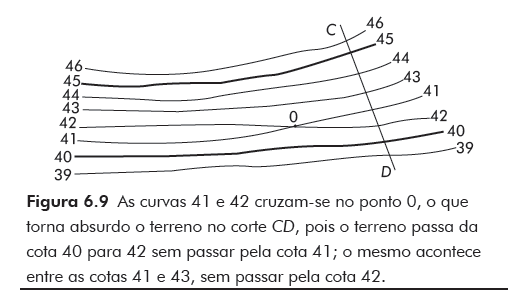 46
C
45
46
44
45
43
44
41
43
0
42
42
41
40
40
39
39
D
Figura 6.9 As curvas 41 e 42 cruzam-se no ponto 0, o que
torna absurdo o terreno no corte CD, pois o terreno passa da
cota 40 para 42 sem passar pela cota 41; o mesmo acontece
entre as cotas 41 e 43, sem passar pela cota 42.